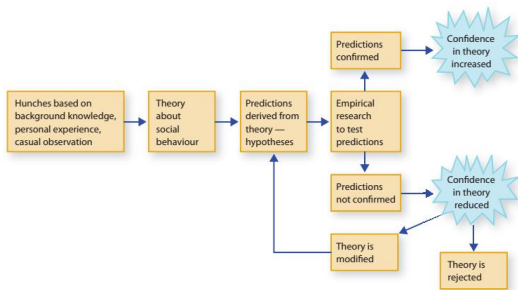 Hunches based on
background knowledge,
personal experience,
casual observation
Theory
about
social
behaviour
Predictions
derived from
theory —
hypotheses
Empirical
research
to test
predictions
Predictions
confirmed
Confidence
in theory
increased
Predictions
not confirmed
Confidence
in theory
reduced
Theory is
modified
Theory is
rejected